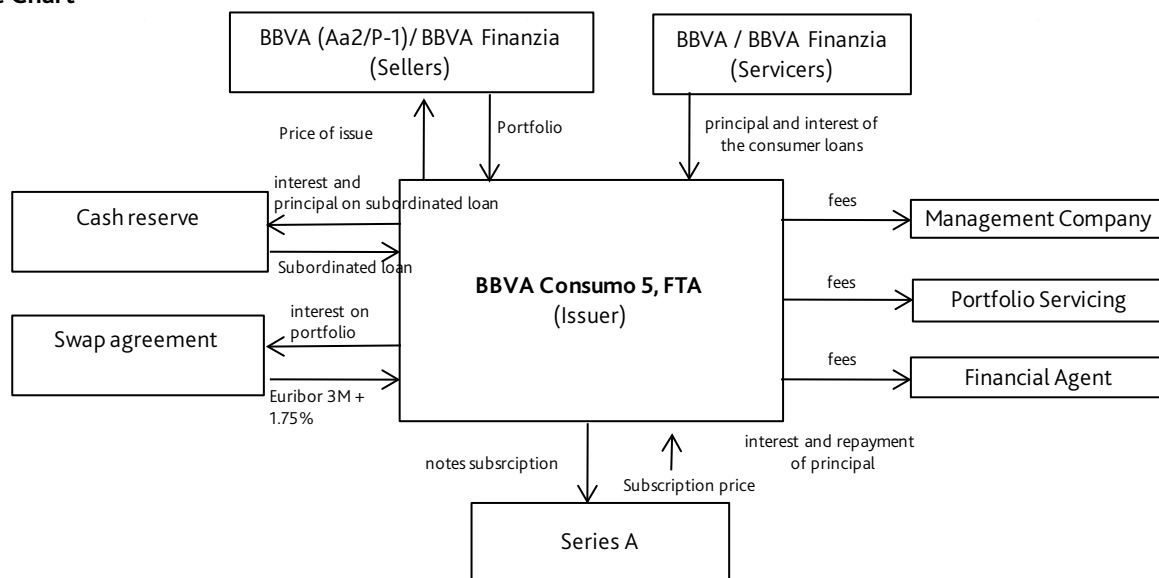 BBVA (Aa2/P-1)/ BBVA Finanzia
(Sellers)
BBVA / BBVA Finanzia
(Servicers)
Price of issue
Portfolio
principal and interest of
the consumer loans
interest and
principal on subordinated loan
Cash reserve
Subordinated loan
fees
Management Company
BBVA Consumo 5, FTA
(Issuer)
fees
Portfolio Servicing
interest on
portfolio
Swap agreement
Euribor 3M +
1.75%
fees
Financial Agent
notes subsrciption
Subscription price
interest and repayment
of principal
Series A